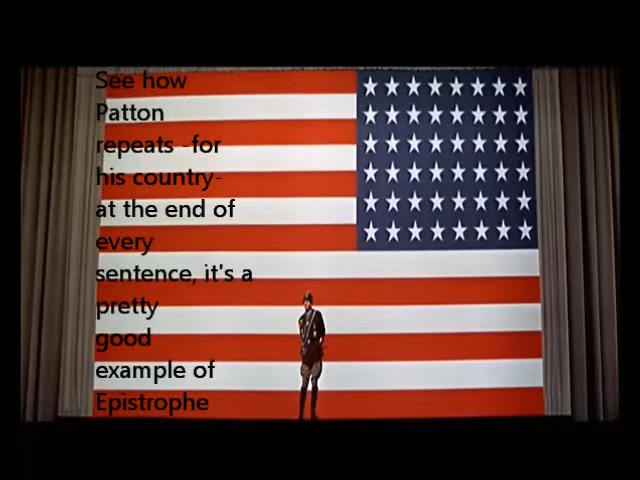 See how
Patton
repeats -for
his country-
at the end of
every
sentence, it's a
pretty
good
example of
Epistrophe